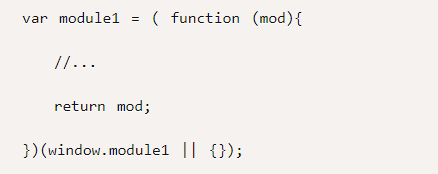 var module1 = ( function (mod){
//...
return mod;
})(window.module1 || {});